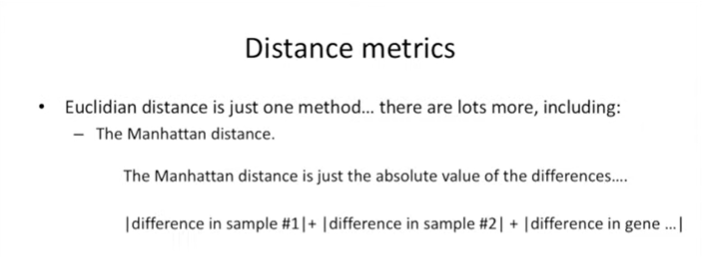 Distance metrics
• Euclidian distance is just one method... there are lots more, including:
– The Manhattan distance.
The Manhattan distance is just the absolute value of the differences....
|difference in sample #1|+ |difference in sample #2| + |difference in gene ...|